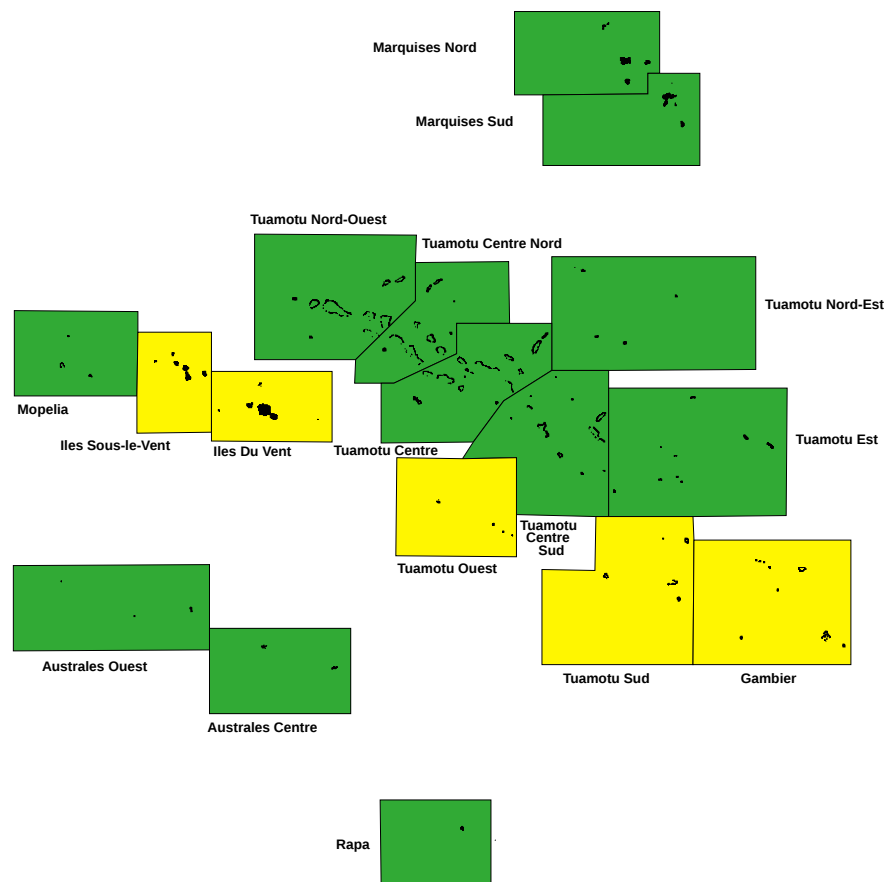 Marquises Nord
Marquises Sud
Tuamotu Nord-Ouest
Tuamotu Centre Nord
Tuamotu Nord-Est
Mopelia
Iles Sous-le-Vent
Iles Du Vent
Tuamotu Centre
Tuamotu Est
Tuamotu
Centre
Sud
Tuamotu Ouest
Australes Ouest
Tuamotu Sud
Gambier
Australes Centre
Rapa